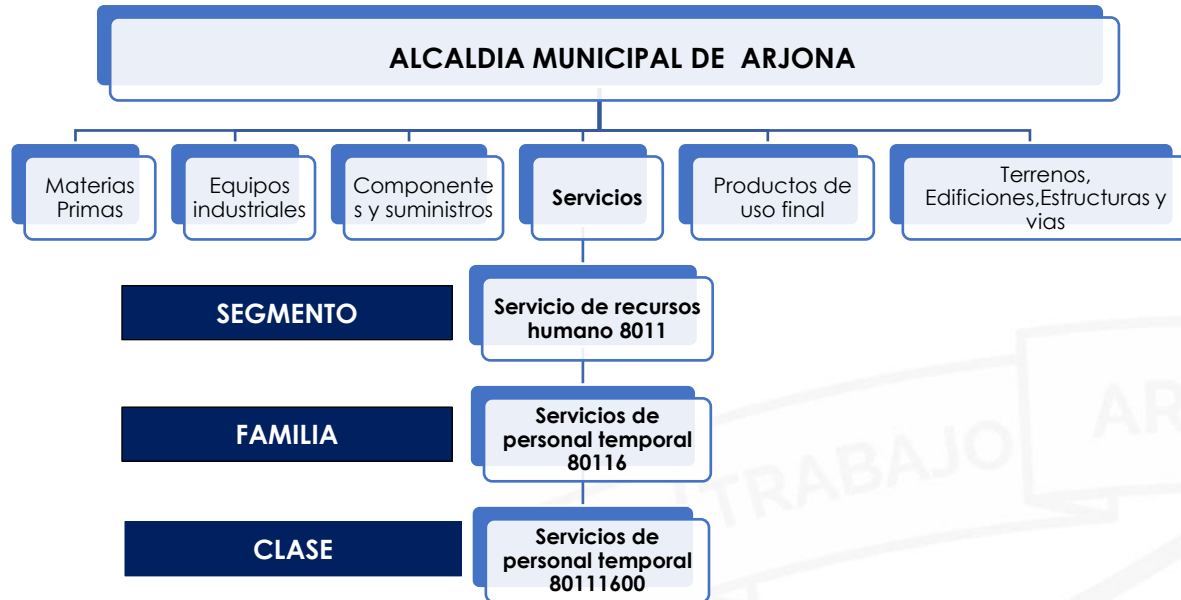 ALCALDIA MUNICIPAL DE ARJONA
Materias
Primas
Equipos
industriales
Componente
s y suministros
Servicios
Productos de
uso final
Terrenos,
Edificiones,Estructuras y
vias
SEGMENTO
Servicio de recursos
humano 8011
FAMILIA
Servicios de
personal temporal
80116
CLASE
Servicios de
personal temporal
80111600
TRABAJO
AR